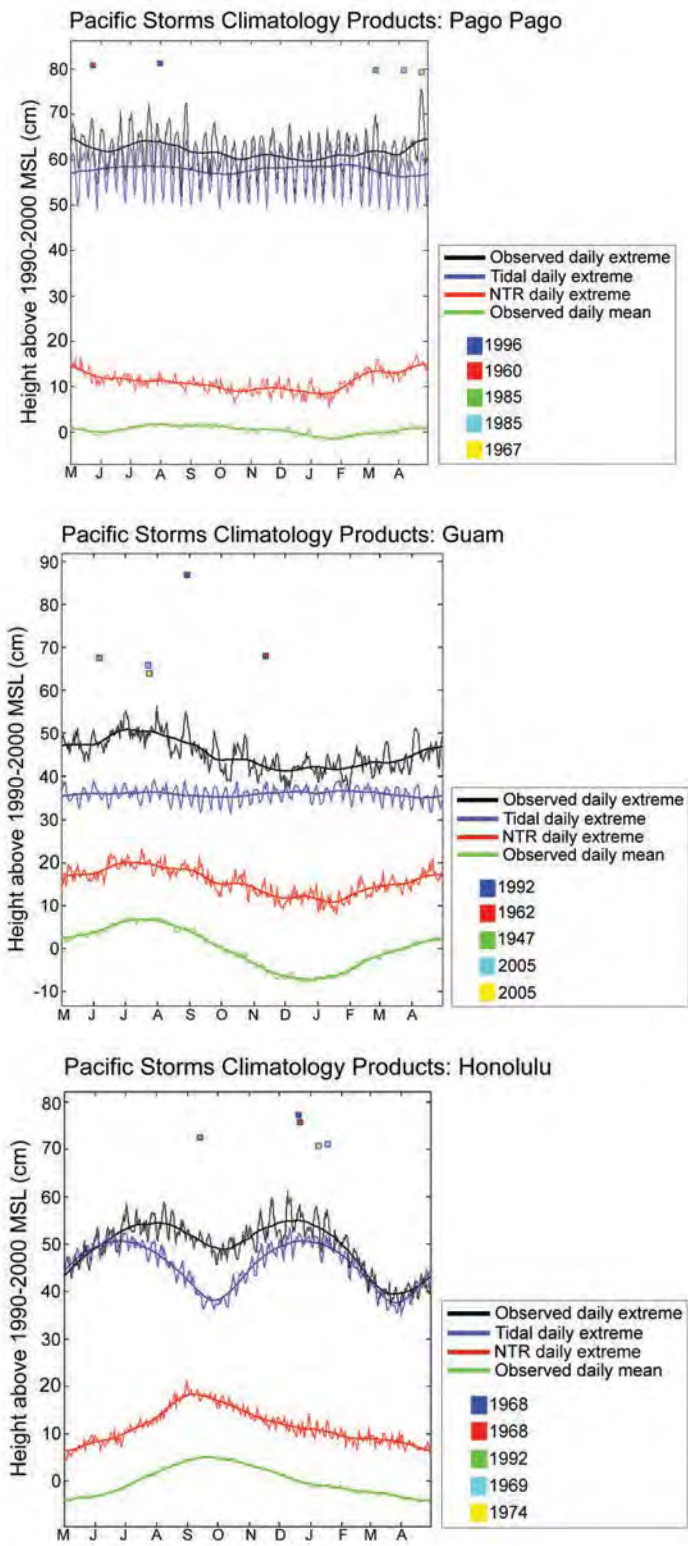 Pacific Storms Climatology Products: Pago Pago
Height above 1990-2000 MSL (cm)
80
70
60
50
40
30
20
10
0
M J J A S O N D J F M A
Observed daily extreme
Tidal daily extreme
NTR daily extreme
Observed daily mean
1996
1960
1985
1985
1967
Pacific Storms Climatology Products: Guam
Height above 1990-2000 MSL (cm)
90
80
70
60
50
40
30
20
10
0
-10
M J J A S O N D J F M A
Observed daily extreme
Tidal daily extreme
NTR daily extreme
Observed daily mean
1992
1962
1947
2005
2005
Pacific Storms Climatology Products: Honolulu
Height above 1990-2000 MSL (cm)
80
70
60
50
40
30
20
10
0
M J J A S O N D J F M A
Observed daily extreme
Tidal daily extreme
NTR daily extreme
Observed daily mean
1968
1968
1992
1969
1974